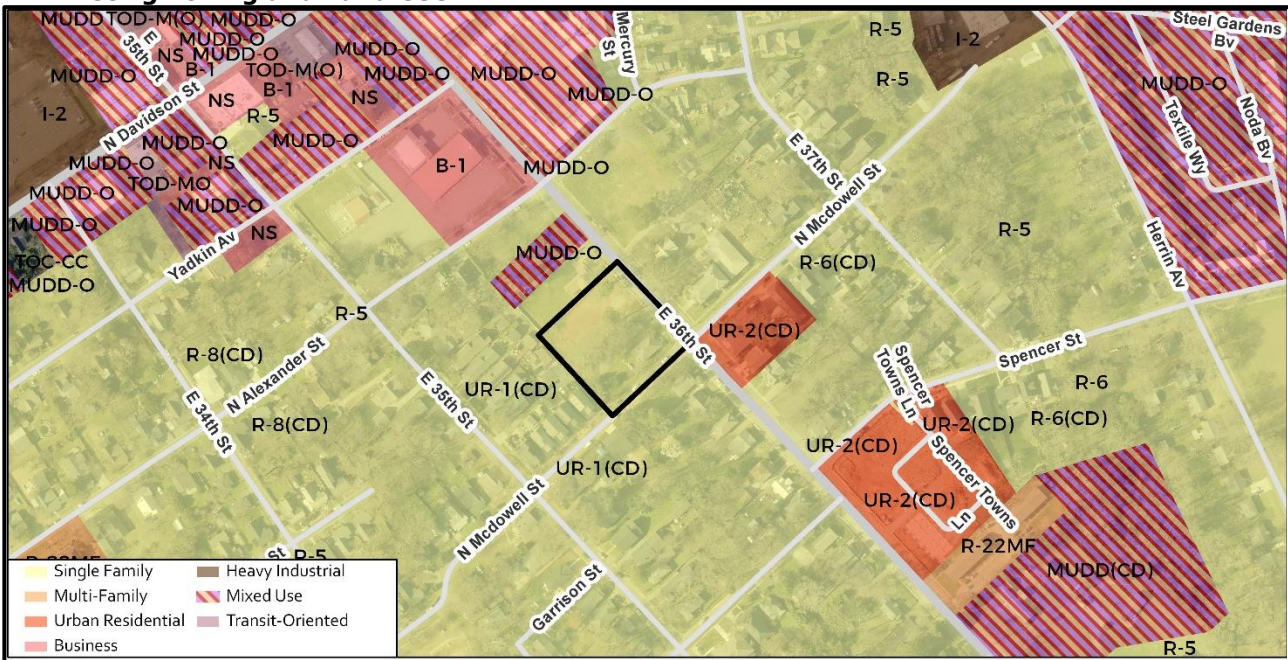 MUDD
TOD-M(O)
MUDD-O
E 35th St
MUDD-O
NS
MUDD-O
MUDD-O
B-1
TOD-M(O)
MUDD-O
MUDD-O
MUDD-O
B-1
NS
NS
R-5
I-2
N Davidson St
MUDD-O
MUDD-O
MUDD-O
NS
MUDD-O
TOD-MO
MUDD-O
MUDD-O
NS
MUDD-O
TOC-CC
MUDD-O
Yadkin Av
B-1
MUDD-O
MUDD-O
Mercury St
MUDD-O
R-5
R-5
I-2
Steel Gardens Bv
MUDD-O
Textile Wy
Noda Bv
E 37th St
N Mcdowell St
R-5
Herrin Av
R-6(CD)
E 36th St
UR-2(CD)
R-5
R-8(CD)
N Alexander St
E 34th St
R-8(CD)
UR-1(CD)
E 35th St
UR-1(CD)
N Mcdowell St
Garrison St
Spencer St
Spencer Towns Ln
R-6
R-6(CD)
UR-2(CD)
UR-2(CD)
UR-2(CD)
Spencer Towns Ln
R-22MF
MUDD(CD)
R-5
St
R-5
Single Family
Heavy Industrial
Multi-Family
Mixed Use
Urban Residential
Transit-Oriented
Business